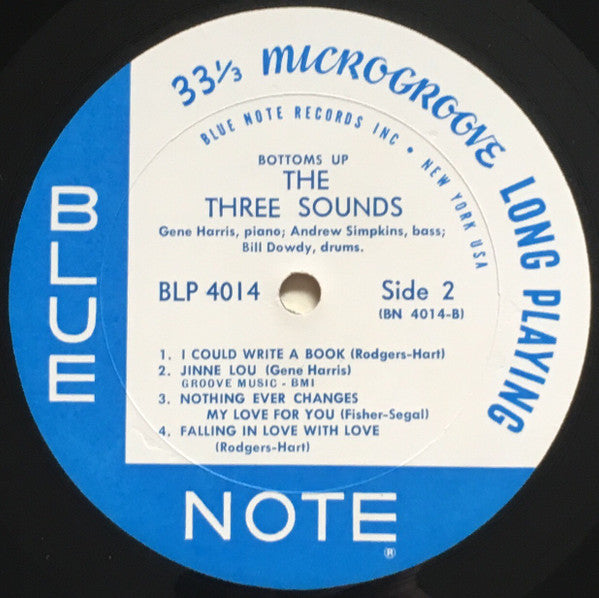 33⅓ MICROGROOVE LONG PLAYING
BLUE NOTE RECORDS INC • NEW YORK USA
BOTTOMS UP
THE
THREE SOUNDS
Gene Harris, piano; Andrew Simpkins, bass;
Bill Dowdy, drums.
BLP 4014 Side 2
(BN 4014-B)
1. I COULD WRITE A BOOK (Rodgers-Hart)
2. JINNE LOU (Gene Harris)
GROOVE MUSIC - BMI
3. NOTHING EVER CHANGES
MY LOVE FOR YOU (Fisher-Segal)
4. FALLING IN LOVE WITH LOVE
(Rodgers-Hart)
BLUE
NOTE®